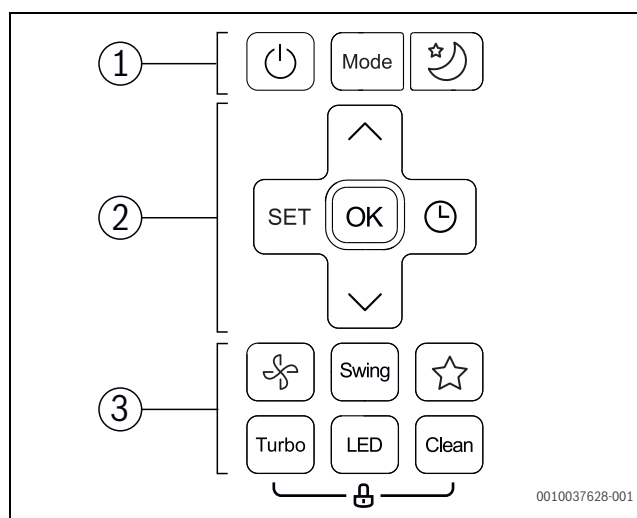 1
Mode
2
SET OK
3
Swing
Turbo LED Clean
0010037628-001